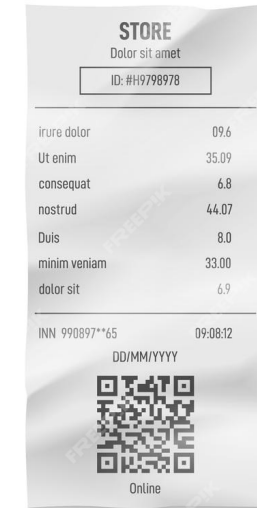 STORE
Dolor sit amet
ID: #H9798978
irure dolor 09.6
Ut enim 35.09
consequat 6.8
nostrud 44.07
Duis 8.0
minim veniam 33.00
dolor sit 6.9
INN 990897**65 09:08:12
DD/MM/YYYY
Online